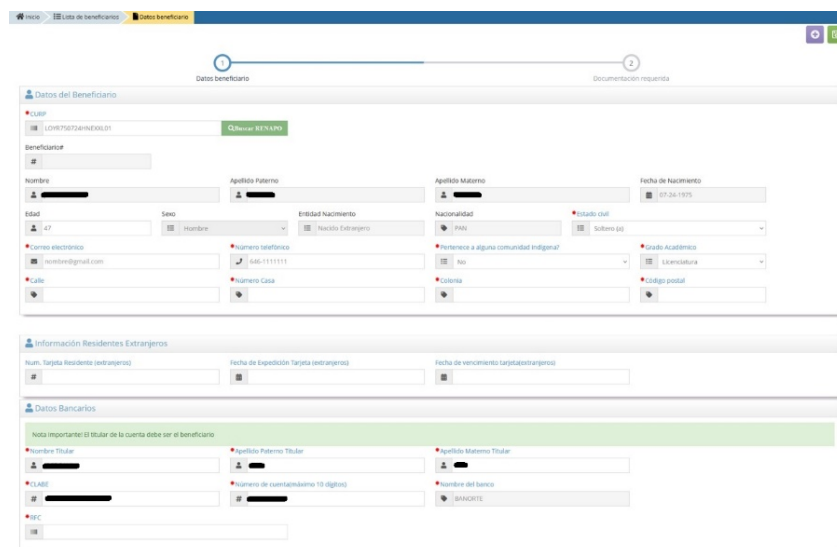 Inicio Lista de beneficiarios Datos beneficiario
1 2
Datos beneficiario Documentación requerida
Datos del Beneficiario
*CURP
LOYR750724HNEXXL01 Buscar RENAPO
Beneficiario#
#
Nombre Apellido Paterno Apellido Materno Fecha de Nacimiento
07-24-1975
Edad Sexo Entidad Nacimiento Nacionalidad *Estado civil
47 Hombre Nacido Extranjero PAN Soltero (a)
*Correo electrónico *Número telefónico *Pertenece a alguna comunidad indígena? *Grado Académico
nombre@gmail.com 646-1111111 No Licenciatura
*Calle *Número Casa *Colonia *Código postal
Información Residentes Extranjeros
Num. Tarjeta Residente (extranjeros) Fecha de Expedición Tarjeta (extranjeros) Fecha de vencimiento tarjeta(extranjeros)
#
Datos Bancarios
Nota Importante! El titular de la cuenta debe ser el beneficiario
*Nombre Titular *Apellido Paterno Titular *Apellido Materno Titular
*CLABE *Número de cuenta(máximo 10 dígitos) *Nombre del banco
# # BANORTE
*RFC